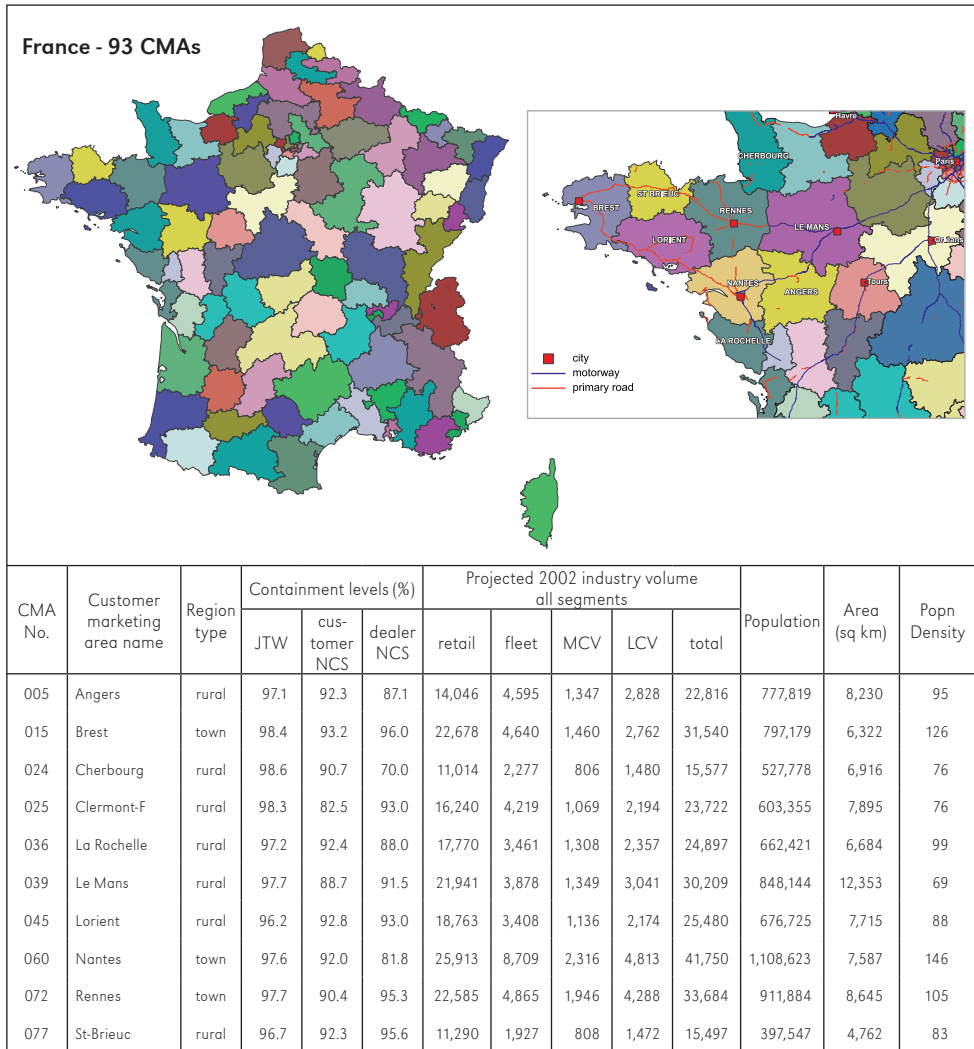 France - 93 CMAs
Havre
CHERBOURG
Paris
ST BRIEUC
BREST
RENNES
LE MANS
LORIENT
NANTES
ANGERS
Tours
LA ROCHELLE
city
motorway
primary road
CMA No. Customer marketing area name Region type Containment levels (%) Projected 2002 industry volume all segments Population Area (sq km) Popn Density
JTW cus-tomer NCS dealer NCS retail fleet MCV LCV total
005 Angers rural 97.1 92.3 87.1 14,046 4,595 1,347 2,828 22,816 777,819 8,230 95
015 Brest town 98.4 93.2 96.0 22,678 4,640 1,460 2,762 31,540 797,179 6,322 126
024 Cherbourg rural 98.6 90.7 70.0 11,014 2,277 806 1,480 15,577 527,778 6,916 76
025 Clermont-F rural 98.3 82.5 93.0 16,240 4,219 1,069 2,194 23,722 603,355 7,895 76
036 La Rochelle rural 97.2 92.4 88.0 17,770 3,461 1,308 2,357 24,897 662,421 6,684 99
039 Le Mans rural 97.7 88.7 91.5 21,941 3,878 1,349 3,041 30,209 848,144 12,353 69
045 Lorient rural 96.2 92.8 93.0 18,763 3,408 1,136 2,174 25,480 676,725 7,715 88
060 Nantes town 97.6 92.0 81.8 25,913 8,709 2,316 4,813 41,750 1,108,623 7,587 146
072 Rennes town 97.7 90.4 95.3 22,585 4,865 1,946 4,288 33,684 911,884 8,645 105
077 St-Brieuc rural 96.7 92.3 95.6 11,290 1,927 808 1,472 15,497 397,547 4,762 83